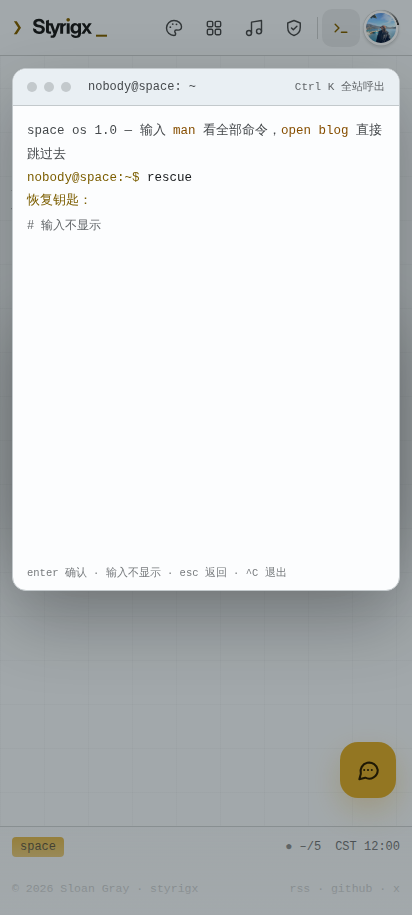 ❯ Styrigx _
nobody@space: ~ Ctrl K 全站呼出
space os 1.0 — 输入 man 看全部命令，open blog 直接
跳过去
nobody@space:~$ rescue
恢复钥匙：
# 输入不显示
enter 确认 · 输入不显示 · esc 返回 · ^C 退出
space ● −/5 CST 12:00
© 2026 Sloan Gray · styrigx rss · github · x